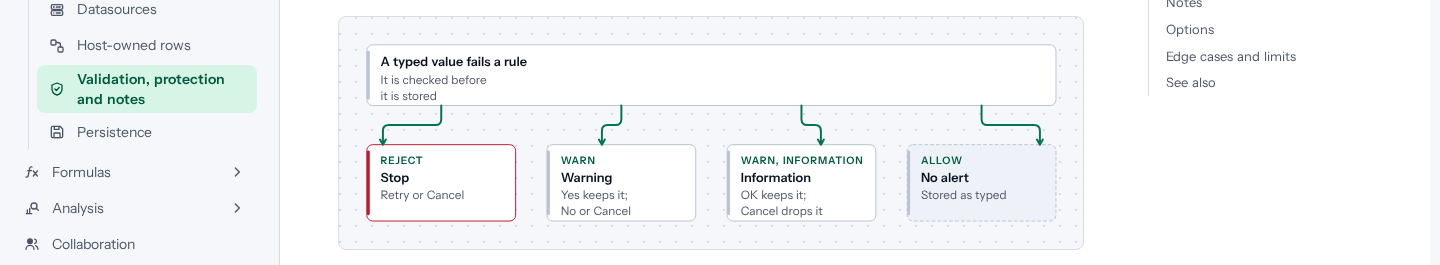 Datasources
Host-owned rows
Validation, protection
and notes
Persistence
Formulas
Analysis
Collaboration
A typed value fails a rule
It is checked before
it is stored
REJECT
Stop
Retry or Cancel
WARN
Warning
Yes keeps it;
No or Cancel
WARN, INFORMATION
Information
OK keeps it;
Cancel drops it
ALLOW
No alert
Stored as typed
Notes
Options
Edge cases and limits
See also